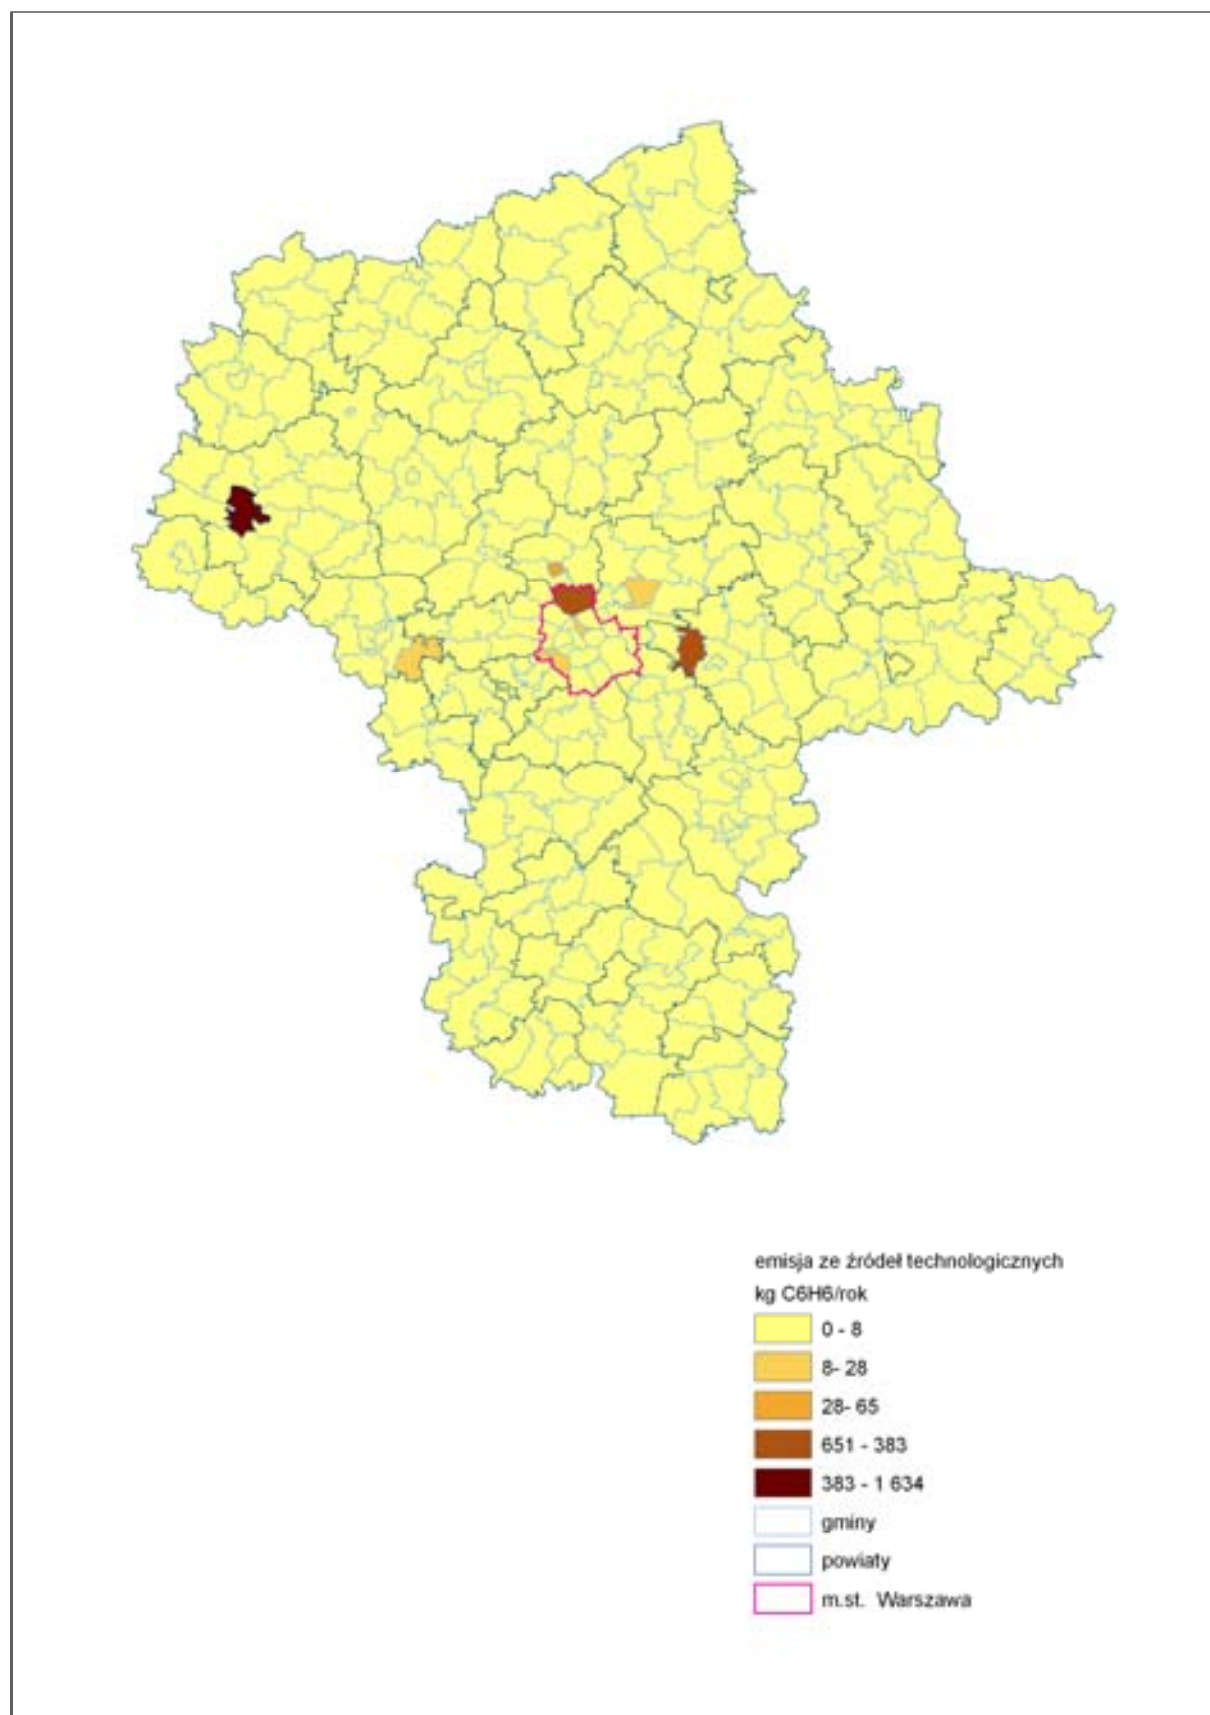 emisja ze źródeł technologicznych
kg C6H6/rok
0 - 8
8- 28
28- 65
651 - 383
383 - 1 634
gminy
powiaty
m.st. Warszawa